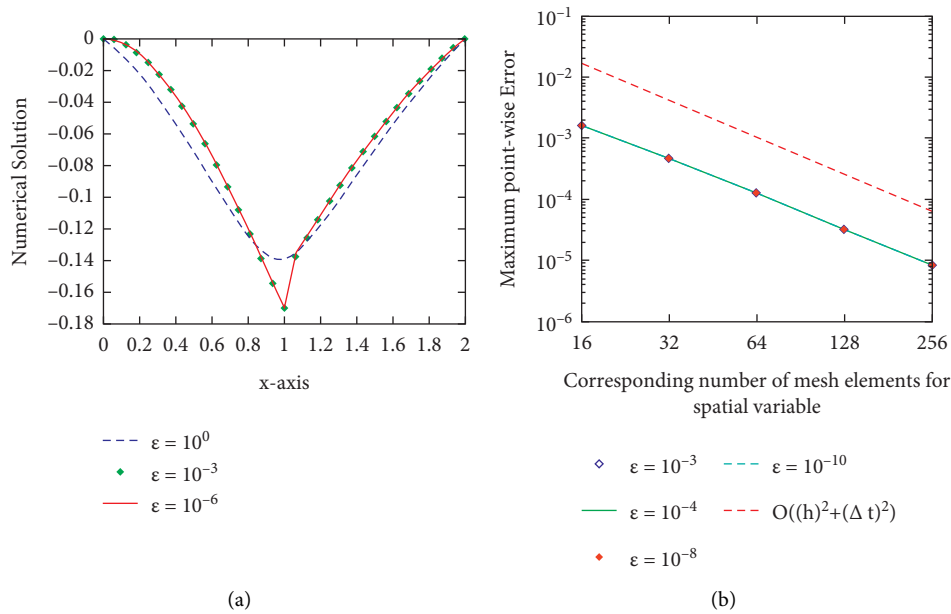 0
−0.02
−0.04
−0.06
−0.08
−0.1
−0.12
−0.14
−0.16
−0.18
Numerical Solution
0 0.2 0.4 0.6 0.8 1 1.2 1.4 1.6 1.8 2
x-axis
ε = 10⁰
ε = 10⁻³
ε = 10⁻⁶
(a)
10⁻¹
10⁻²
10⁻³
10⁻⁴
10⁻⁵
10⁻⁶
Maximum point-wise Error
16 32 64 128 256
Corresponding number of mesh elements for
spatial variable
ε = 10⁻³
ε = 10⁻⁴
ε = 10⁻⁸
ε = 10⁻¹⁰
O((h)²+(Δ t)²)
(b)